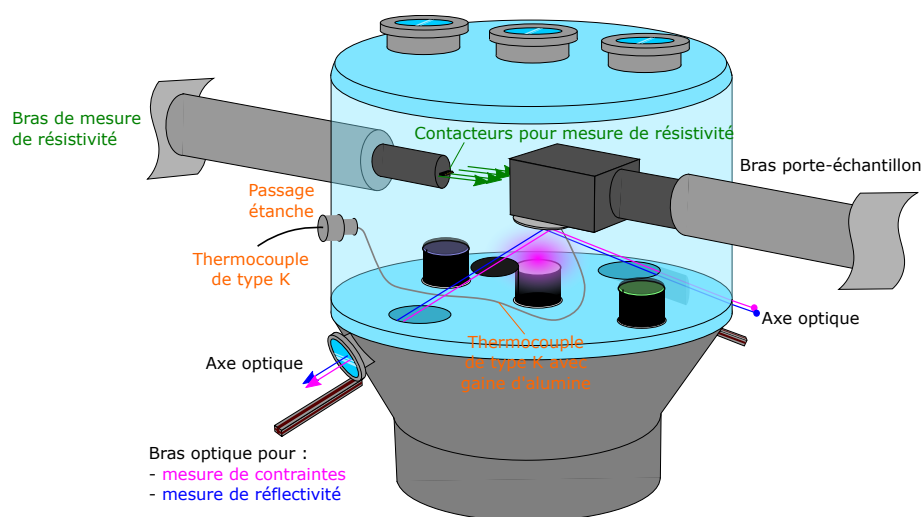 Bras de mesure
de résistivité
Contacteurs pour mesure de résistivité
Bras porte-échantillon
Passage
étanche
Thermocouple
de type K
Axe optique
Thermocouple
de type K avec
gaine d'alumine
Axe optique
Bras optique pour :
- mesure de contraintes
- mesure de réflectivité